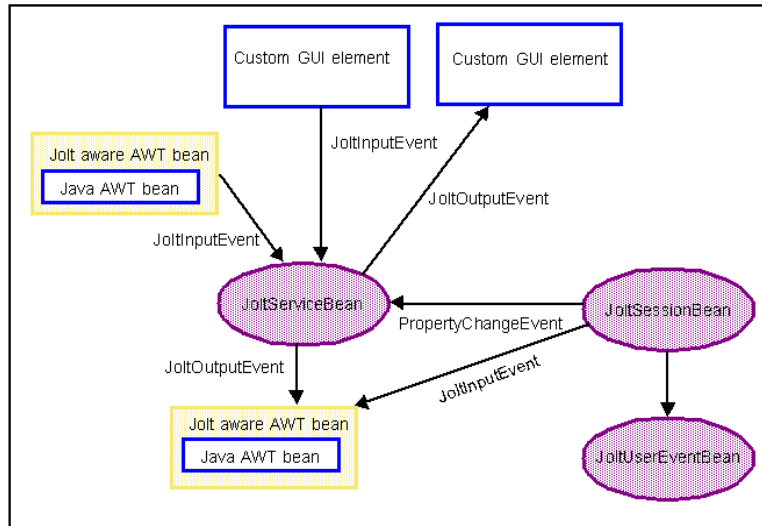 Custom GUI element
Custom GUI element
JoltInputEvent
Jolt aware AWT bean
Java AWT bean
JoltOutputEvent
JoltInputEvent
JoltServiceBean
JoltSessionBean
PropertyChangeEvent
JoltOutputEvent
JoltInputEvent
Jolt aware AWT bean
Java AWT bean
JoltUserEventBean